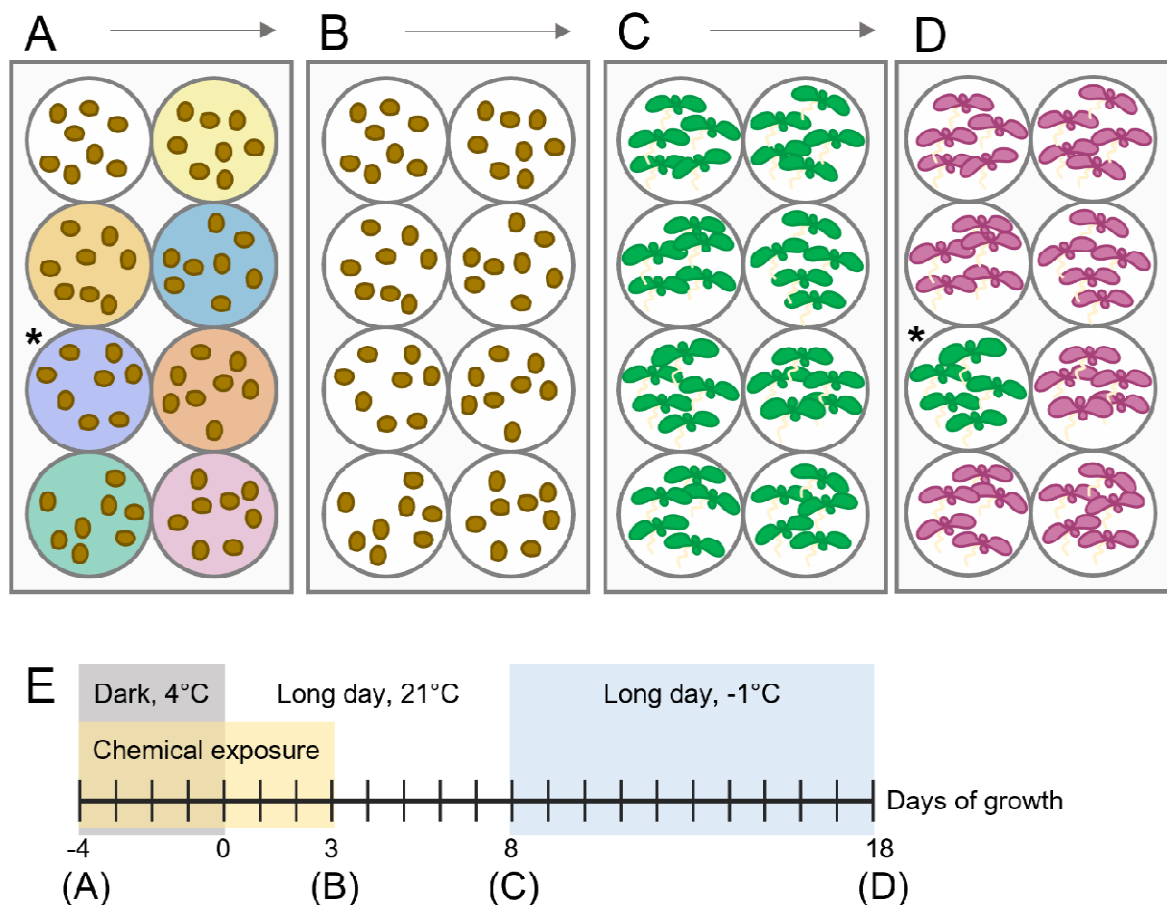 A
B
C
D
*
*
E
Dark, 4°C
Long day, 21°C
Long day, -1°C
Chemical exposure
Days of growth
-4 0 3 8 18
(A) (B) (C) (D)